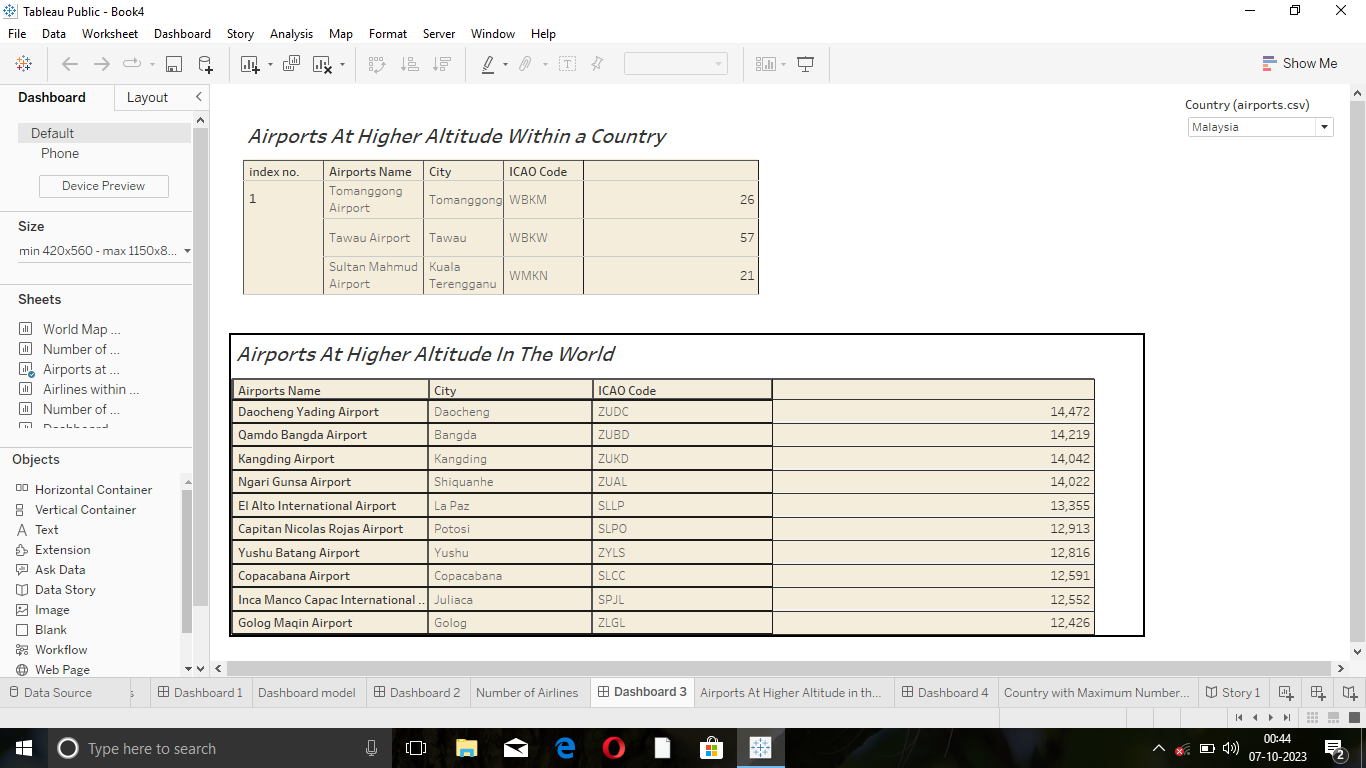 Tableau Public - Book4
File Data Worksheet Dashboard Story Analysis Map Format Server Window Help
Show Me
Dashboard Layout
Default
Phone
Device Preview
Size
min 420x560 - max 1150x8...
Sheets
World Map ...
Number of ...
Airports at ...
Airlines within ...
Number of ...
Objects
Horizontal Container
Vertical Container
Text
Extension
Ask Data
Data Story
Image
Blank
Workflow
Web Page
Country (airports.csv)
Malaysia
Airports At Higher Altitude Within a Country
index no. Airports Name City ICAO Code
1 Tomanggong Airport Tomanggong WBKM 26
Tawau Airport Tawau WBKW 57
Sultan Mahmud Airport Kuala Terengganu WMKN 21
Airports At Higher Altitude In The World
Airports Name City ICAO Code
Daocheng Yading Airport Daocheng ZUDC 14,472
Qamdo Bangda Airport Bangda ZUBD 14,219
Kangding Airport Kangding ZUKD 14,042
Ngari Gunsa Airport Shiquanhe ZUAL 14,022
El Alto International Airport La Paz SLLP 13,355
Capitan Nicolas Rojas Airport Potosi SLPO 12,913
Yushu Batang Airport Yushu ZYLS 12,816
Copacabana Airport Copacabana SLCC 12,591
Inca Manco Capac International .. Juliaca SPJL 12,552
Golog Maqin Airport Golog ZLGL 12,426
Data Source s Dashboard 1 Dashboard model Dashboard 2 Number of Airlines Dashboard 3 Airports At Higher Altitude in th... Dashboard 4 Country with Maximum Number... Story 1
Type here to search
00:44
07-10-2023
2